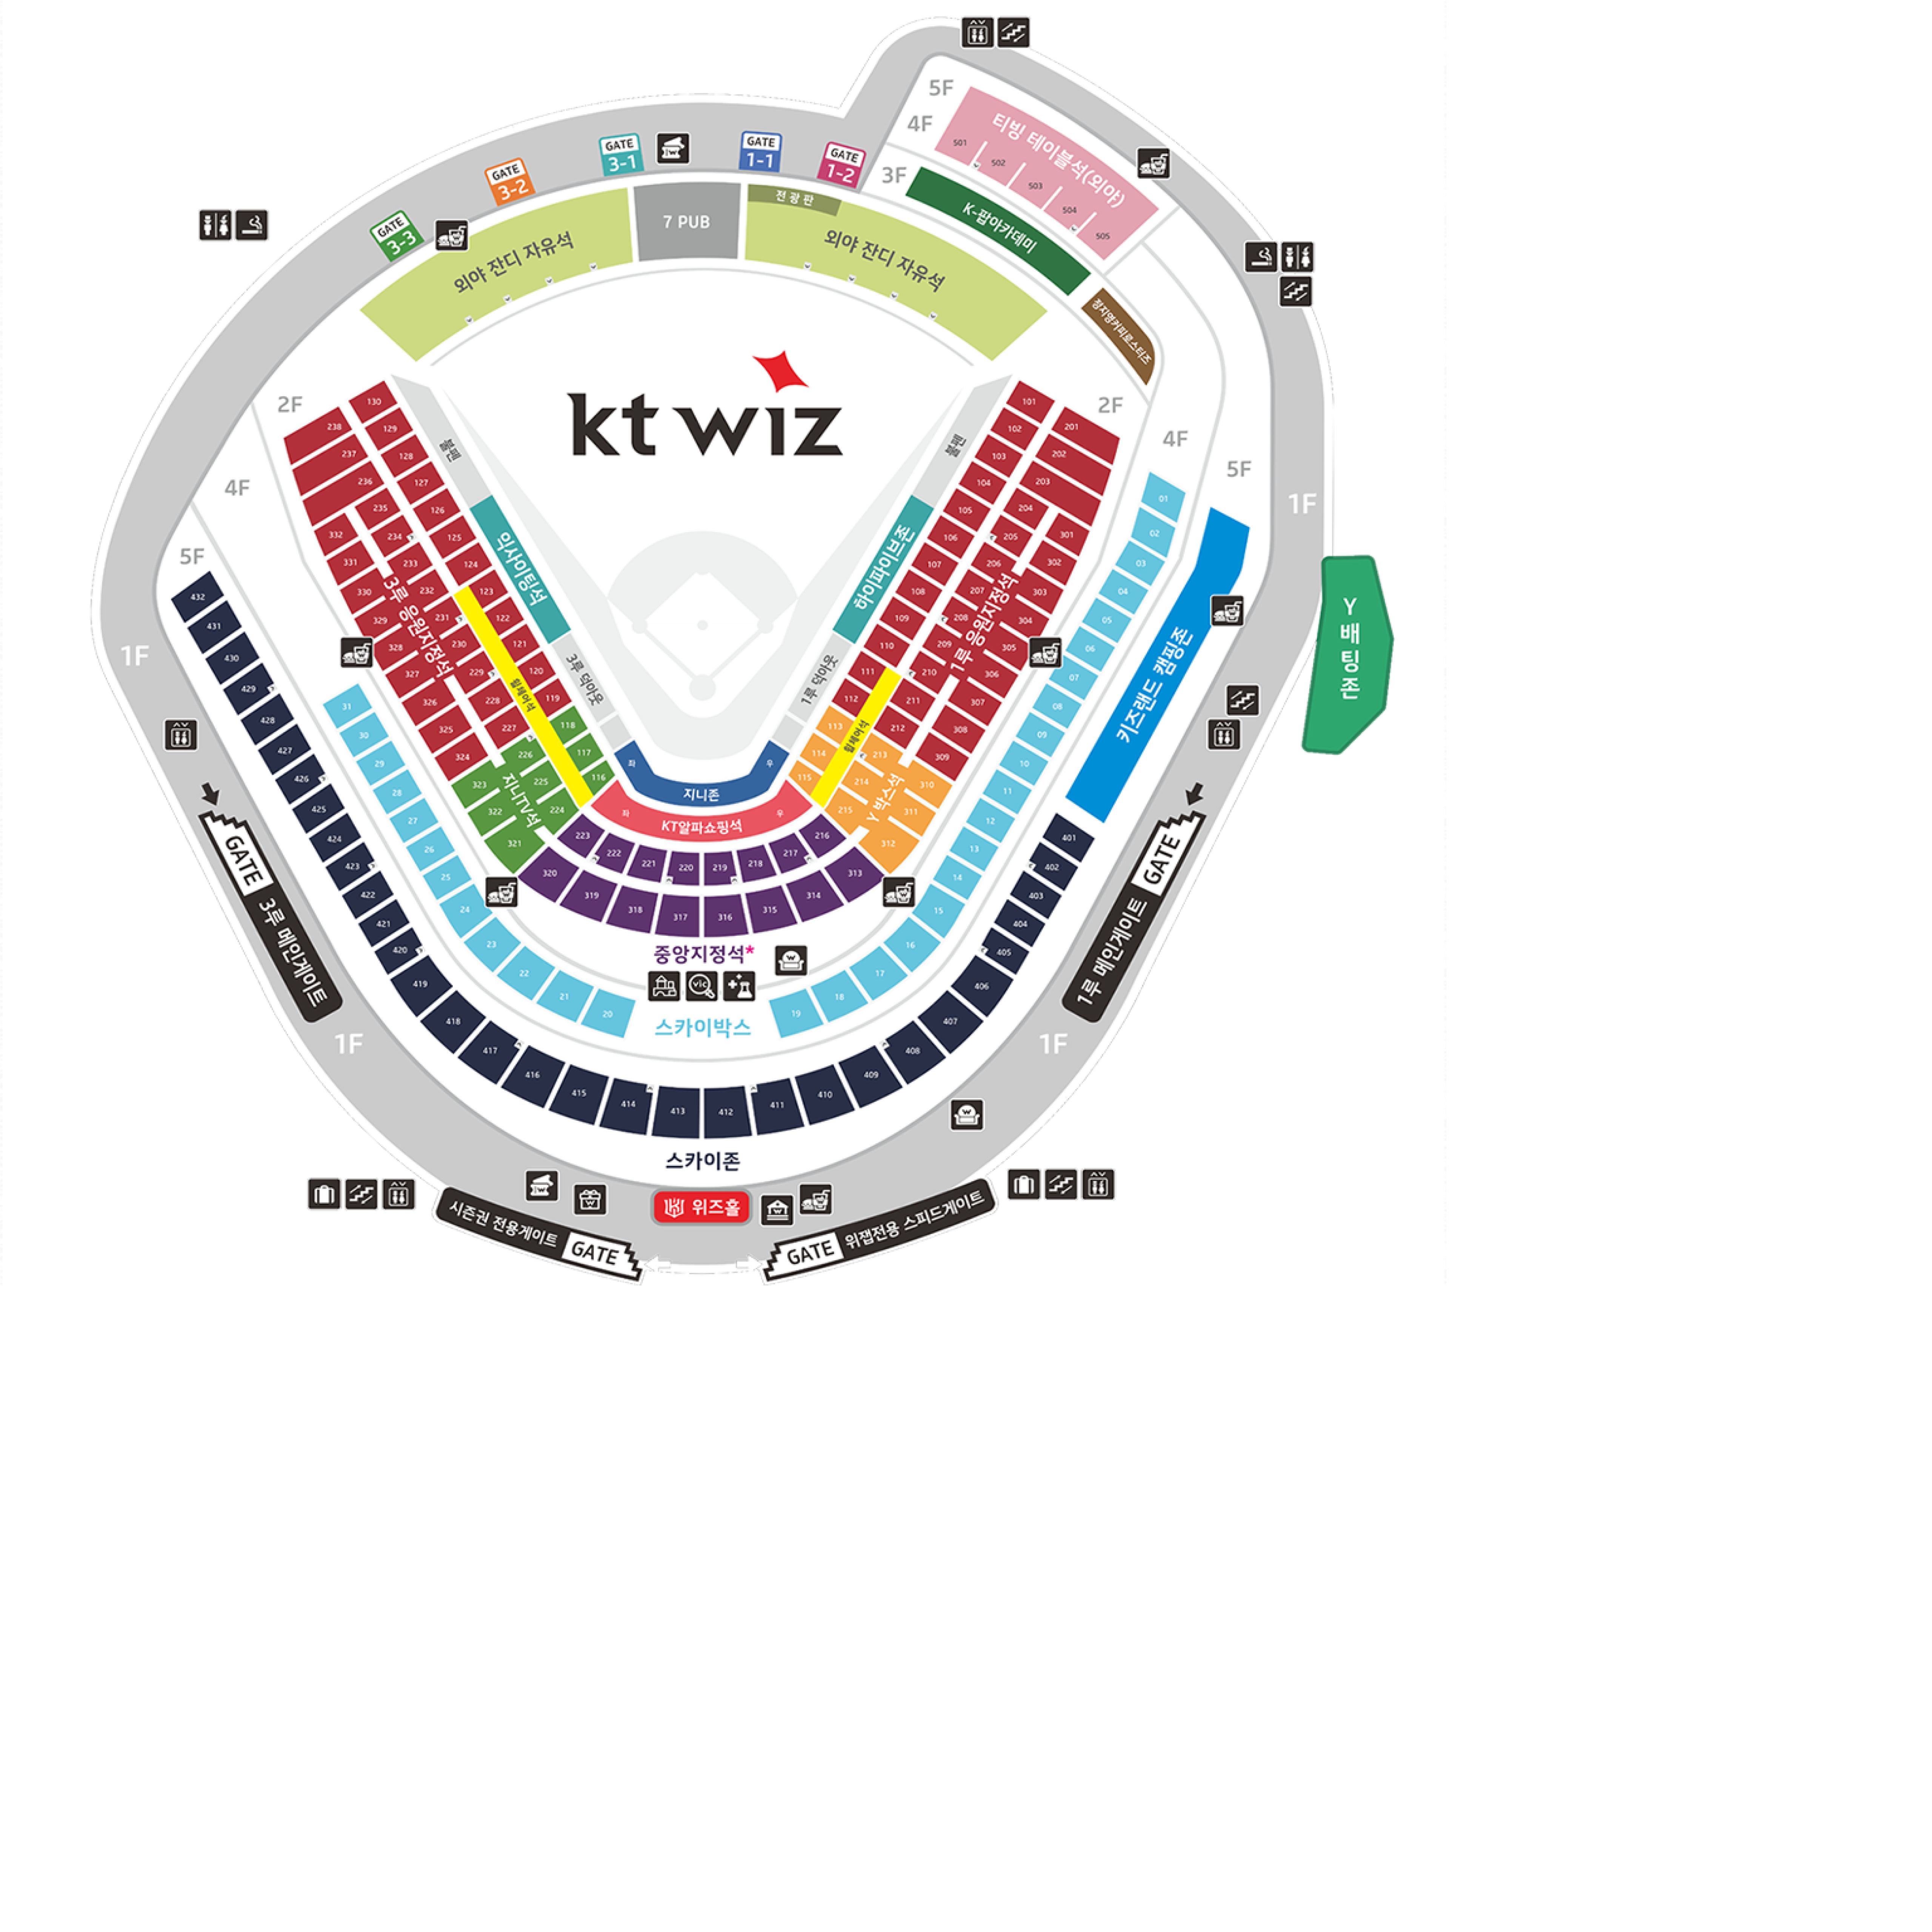 5F
4F
3F
티빙 테이블석(외야)
501
502
503
504
505
K-팝아카데미
정지영커피로스터즈
GATE
3-3
GATE
3-2
GATE
3-1
GATE
1-1
GATE
1-2
외야 잔디 자유석
7 PUB
전광판
외야 잔디 자유석
kt wiz
2F
4F
5F
1F
2F
4F
5F
1F
불펜
불펜
익사이팅석
하이파이브존
3루 덕아웃
1루 덕아웃
130
129
128
127
126
125
124
123
122
121
120
119
118
117
116
238
237
236
235
234
233
232
231
230
229
228
227
226
225
224
332
331
330
329
328
327
326
325
324
323
322
321
3루 응원지정석
휠체어석
지니TV석
101
102
103
104
105
106
107
108
109
110
111
112
113
114
115
201
202
203
204
205
206
207
208
209
210
211
212
213
214
215
301
302
303
304
305
306
307
308
309
310
311
312
1루 응원지정석
휠체어석
Y 박스석
좌
지니존
우
좌
KT알파쇼핑석
우
223
222
221
220
219
218
217
216
320
319
318
317
316
315
314
313
중앙지정석*
vic
스카이박스
01
02
03
04
05
06
07
08
09
10
11
12
13
14
15
16
17
18
19
20
21
22
23
24
25
26
27
28
29
30
31
키즈랜드 캠핑존
Y
배
팅
존
401
402
403
404
405
406
407
408
409
410
411
412
413
414
415
416
417
418
419
420
421
422
423
424
425
426
427
428
429
430
431
432
스카이존
GATE
3루 메인게이트
1루 메인게이트
GATE
1F
1F
위즈홀
시즌권 전용게이트
GATE
GATE
위잽전용 스피드게이트